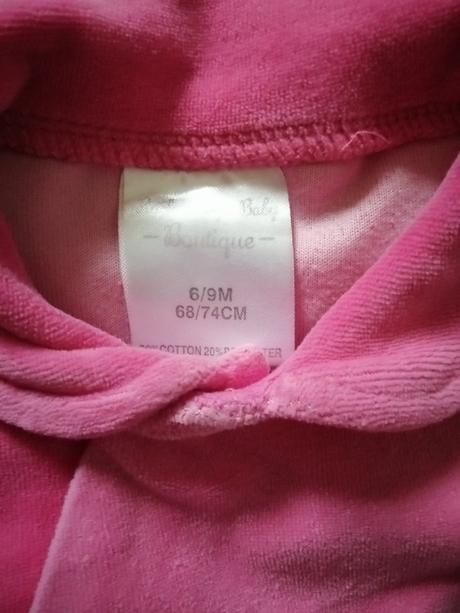 Baby
- Boutique -
6/9M
68/74CM
COTTON 20%